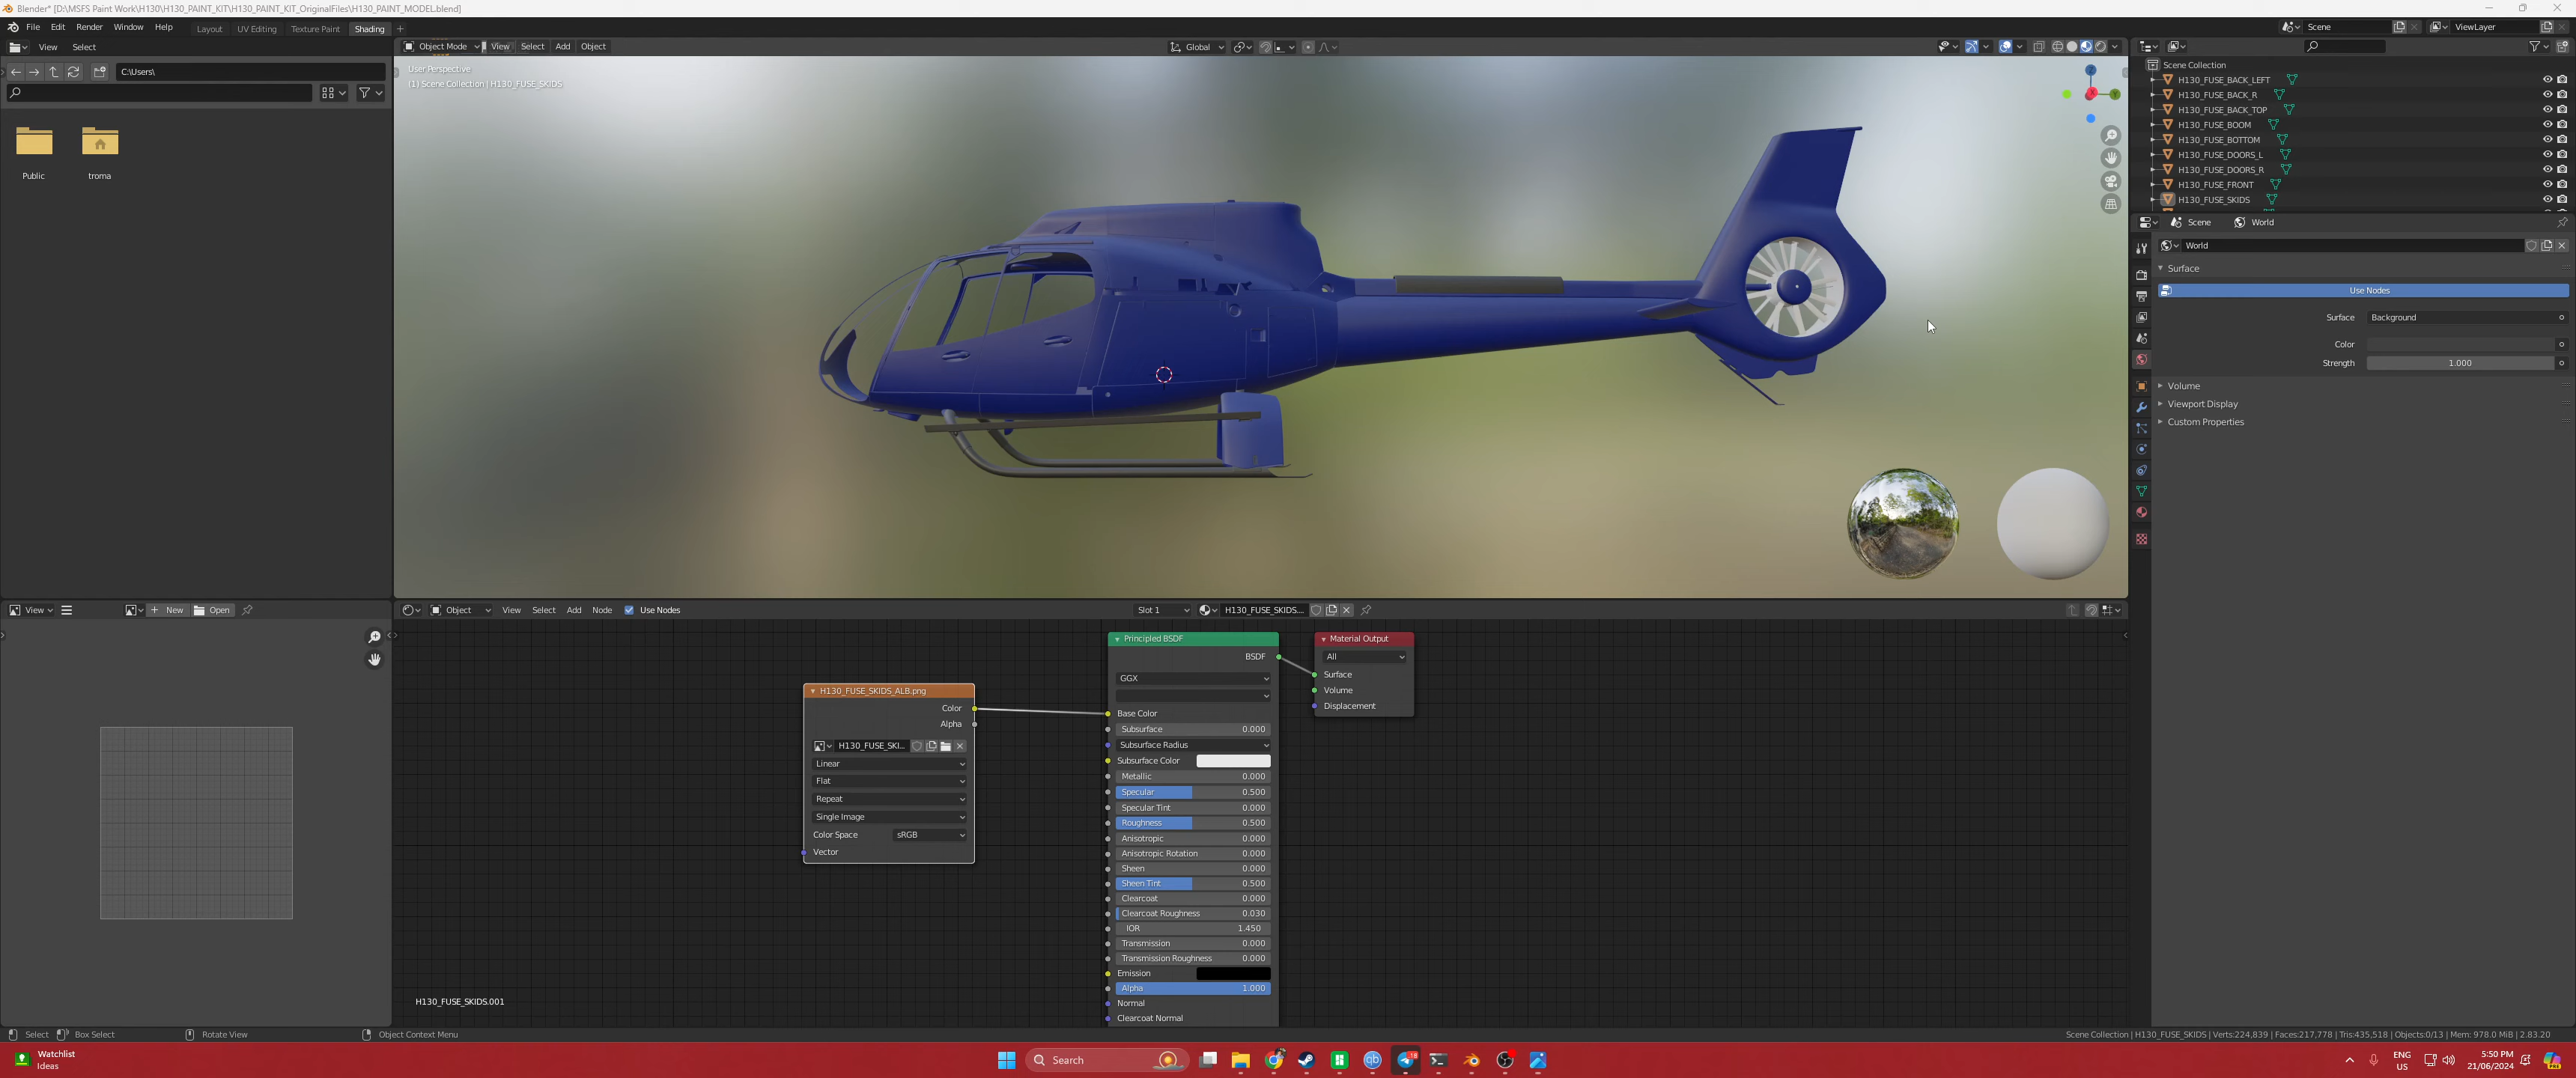 Blender* [D:\MSFS Paint Work\H130\H130_PAINT_KIT\H130_PAINT_KIT_OriginalFiles\H130_PAINT_MODEL.blend]
File Edit Render Window Help Layout UV Editing Texture Paint Shading + Scene ViewLayer
View Select
Object Mode View Select Add Object Global
C:\Users\
Public troma
User Perspective
(1) Scene Collection | H130_FUSE_SKIDS
Z
X
Y
Scene Collection
H130_FUSE_BACK_LEFT
H130_FUSE_BACK_R
H130_FUSE_BACK_TOP
H130_FUSE_BOOM
H130_FUSE_BOTTOM
H130_FUSE_DOORS_L
H130_FUSE_DOORS_R
H130_FUSE_FRONT
H130_FUSE_SKIDS
Scene World
World
Surface
Use Nodes
Surface Background
Color
Strength 1.000
Volume
Viewport Display
Custom Properties
View + New Open
Object View Select Add Node Use Nodes Slot 1 H130_FUSE_SKIDS....
H130_FUSE_SKIDS_ALB.png
Color
Alpha
H130_FUSE_SKI...
Linear
Flat
Repeat
Single Image
Color Space sRGB
Vector
Principled BSDF
BSDF
GGX
Base Color
Subsurface 0.000
Subsurface Radius
Subsurface Color
Metallic 0.000
Specular 0.500
Specular Tint 0.000
Roughness 0.500
Anisotropic 0.000
Anisotropic Rotation 0.000
Sheen 0.000
Sheen Tint 0.500
Clearcoat 0.000
Clearcoat Roughness 0.030
IOR 1.450
Transmission 0.000
Transmission Roughness 0.000
Emission
Alpha 1.000
Normal
Clearcoat Normal
Material Output
All
Surface
Volume
Displacement
H130_FUSE_SKIDS.001
Select Box Select Rotate View Object Context Menu
Scene Collection | H130_FUSE_SKIDS | Verts:224,839 | Faces:217,778 | Tris:435,518 | Objects:0/13 | Mem: 978.0 MiB | 2.83.20
Watchlist
Ideas
Search
ENG
US
5:50 PM
21/06/2024